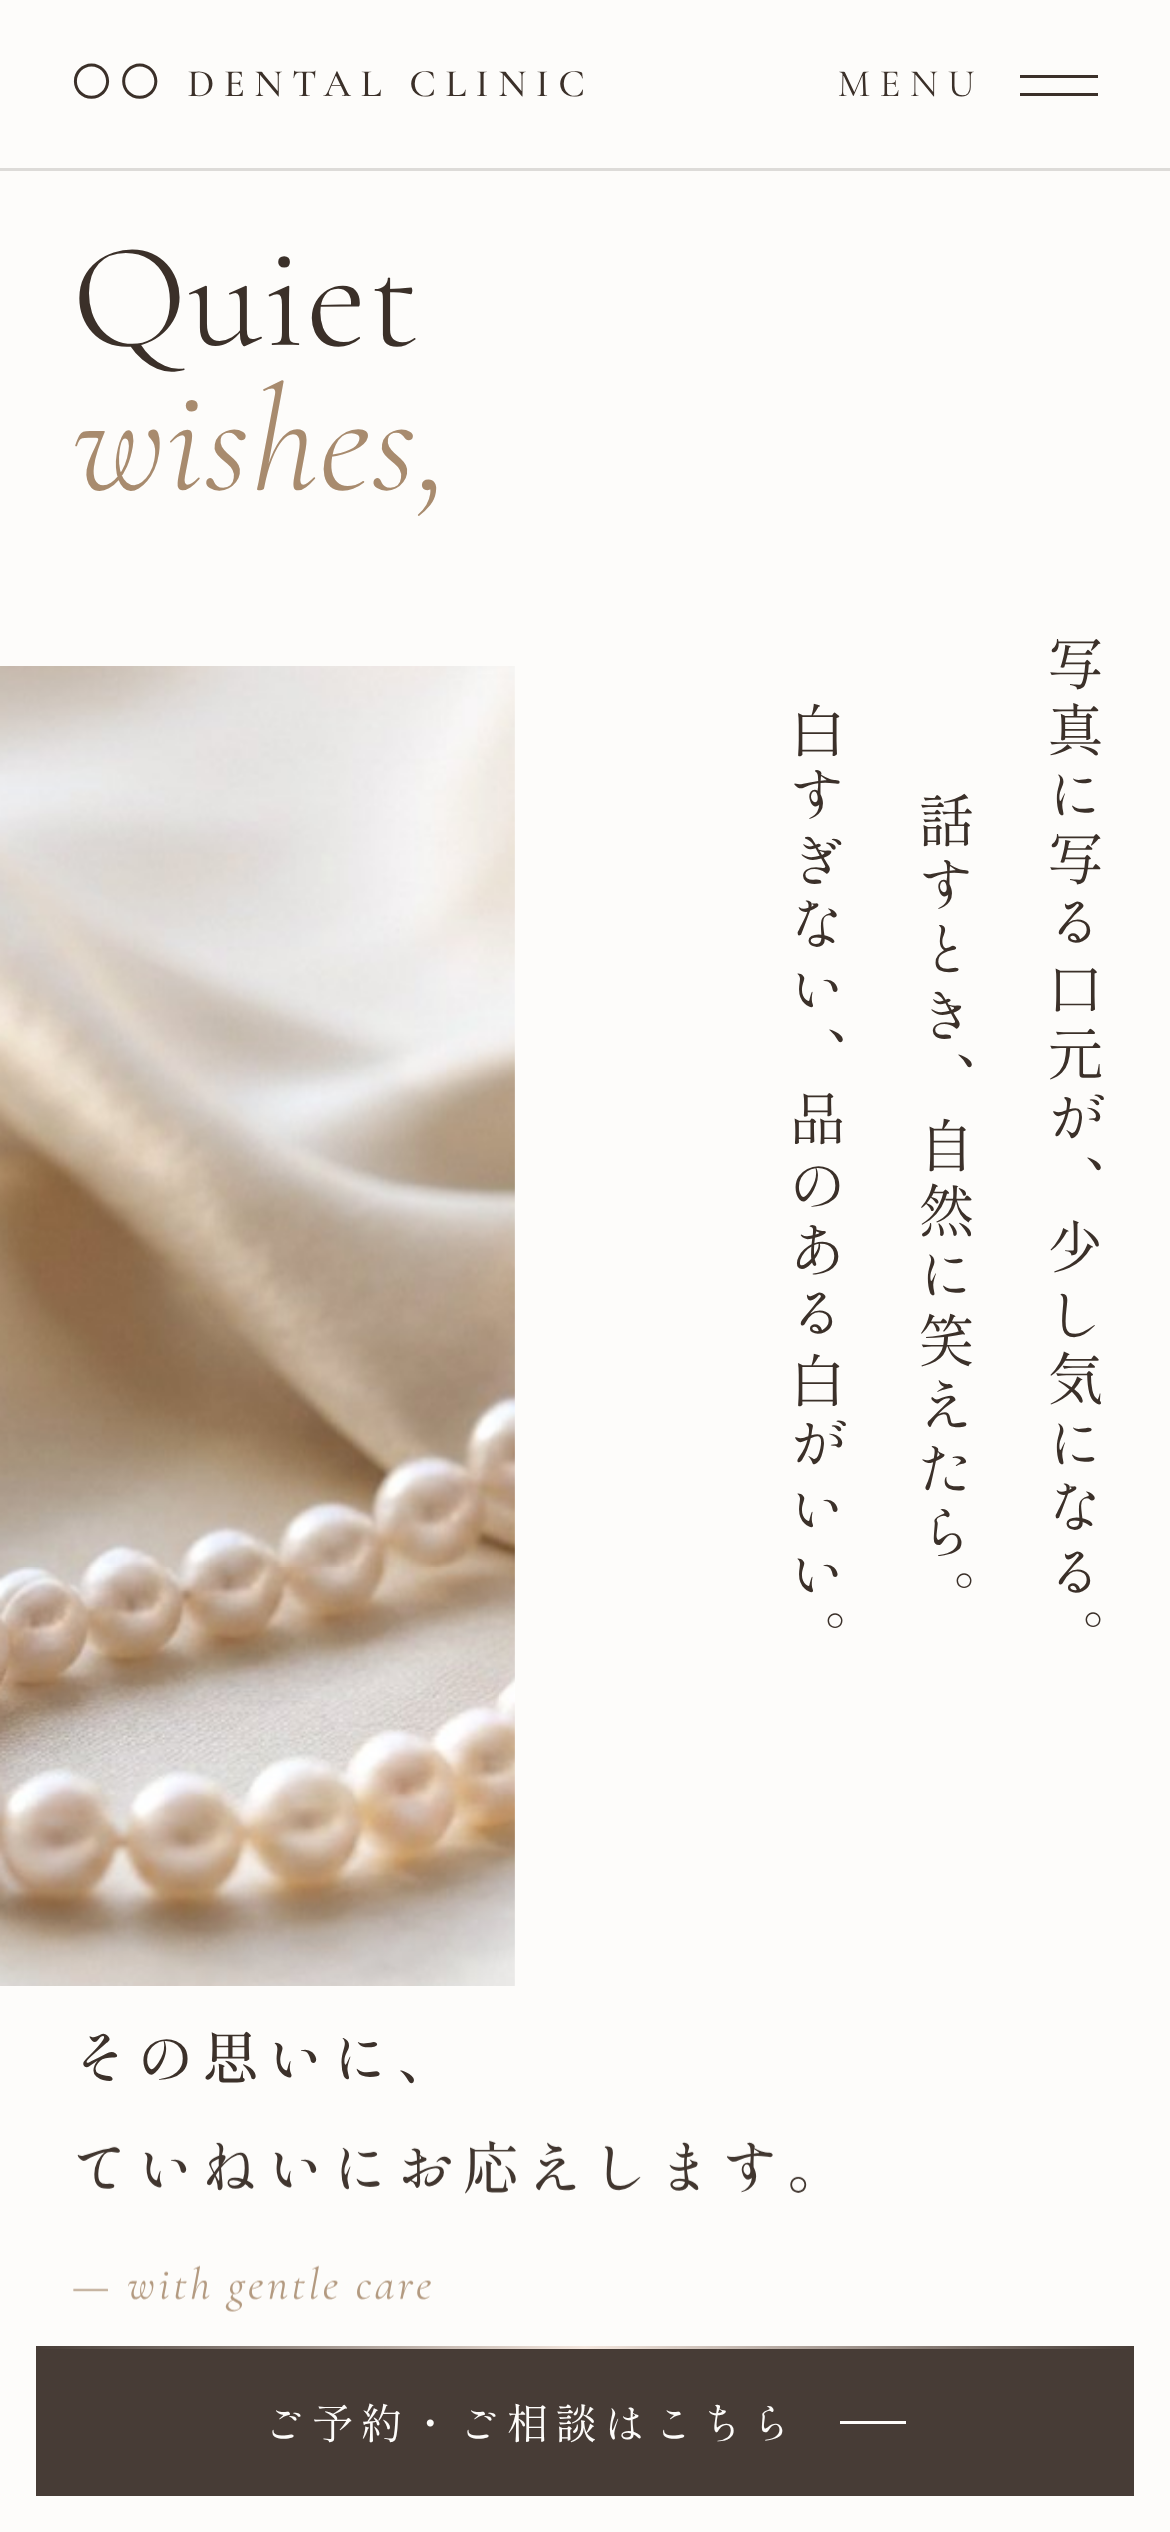 ○○ DENTAL CLINIC
MENU
Quiet
wishes,
写真に写る口元が、少し気になる。
話すとき、自然に笑えたら。
白すぎない、品のある白がいい。
その思いに、
ていねいにお応えします。
— with gentle care
ご予約・ご相談はこちら